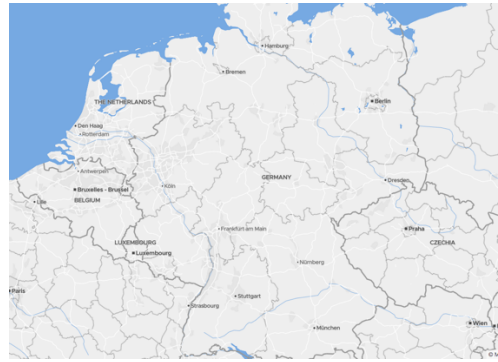 Hamburg
Bremen
THE NETHERLANDS
Berlin
Den Haag
Rotterdam
Antwerpen
GERMANY
Dresden
Köln
Bruxelles - Brussel
BELGIUM
Lille
Frankfurt am Main
Praha
LUXEMBOURG
CZECHIA
Luxembourg
Nürnberg
Paris
Stuttgart
Strasbourg
Wien
München